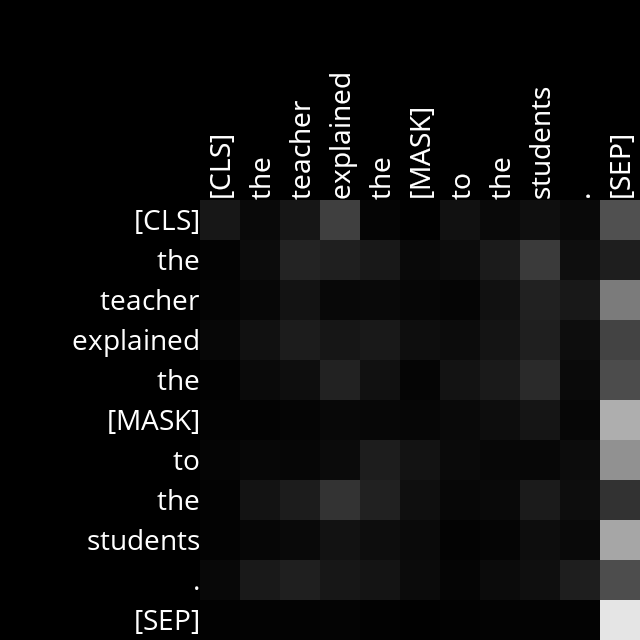 [CLS] the teacher explained the [MASK] to the students . [SEP]
[CLS]
the
teacher
explained
the
[MASK]
to
the
students
.
[SEP]